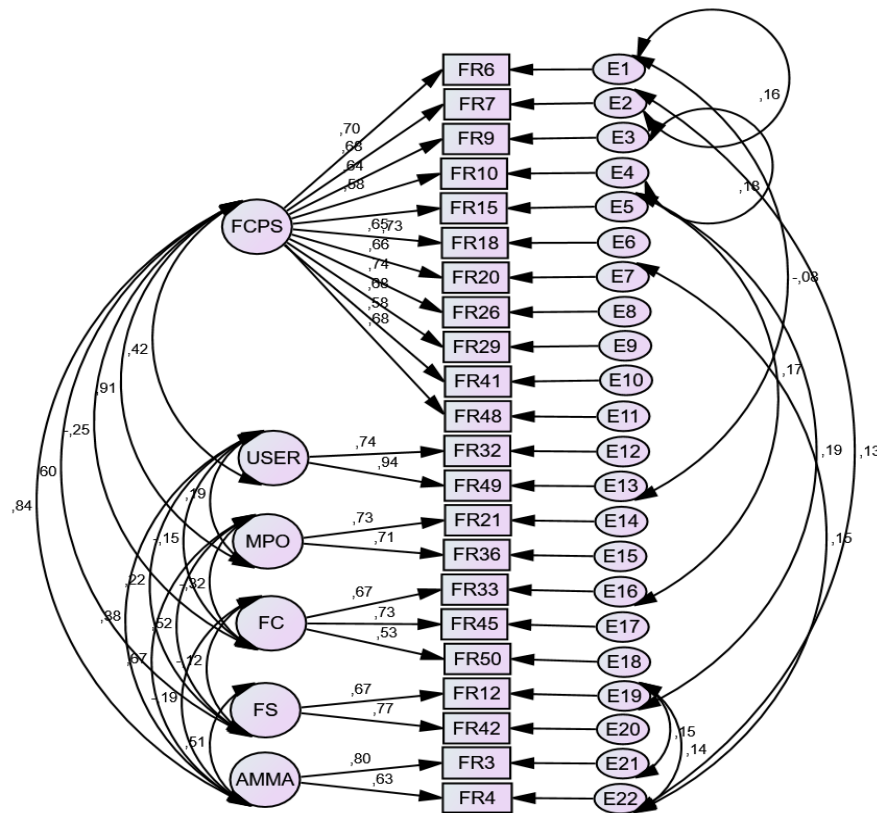 FR6 E1
,16
FR7 E2
,70
FR9 E3
,68
,64
FR10 E4
,58
,18
FR15 E5
FCPS
,65 ,73
FR18 E6
,66
FR20 E7
,74
-,08
,68
FR26 E8
,58
,68
FR29 E9
,42
,17
FR41 E10
,91
FR48 E11
-,25
,74
FR32 E12
,19 ,13
USER
60
,94
FR49 E13
,19
,84
,73
FR21 E14
-,15
MPO
,15
,71
FR36 E15
,22 -,32
,67
FR33 E16
,38 ,52
,73
FC
FR45 E17
,53
,67 -,12
FR50 E18
-,19
,67
FR12 E19
FS
,77
FR42 E20
,15
,51
,14
,80
FR3 E21
AMMA
,63
FR4 E22